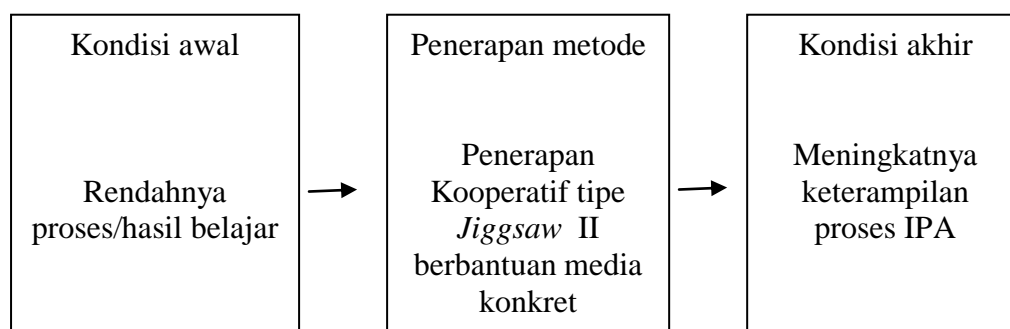 Kondisi awal
Rendahnya
proses/hasil belajar
Penerapan metode
Penerapan
Kooperatif tipe
Jiggsaw II
berbantuan media
konkret
Kondisi akhir
Meningkatnya
keterampilan
proses IPA